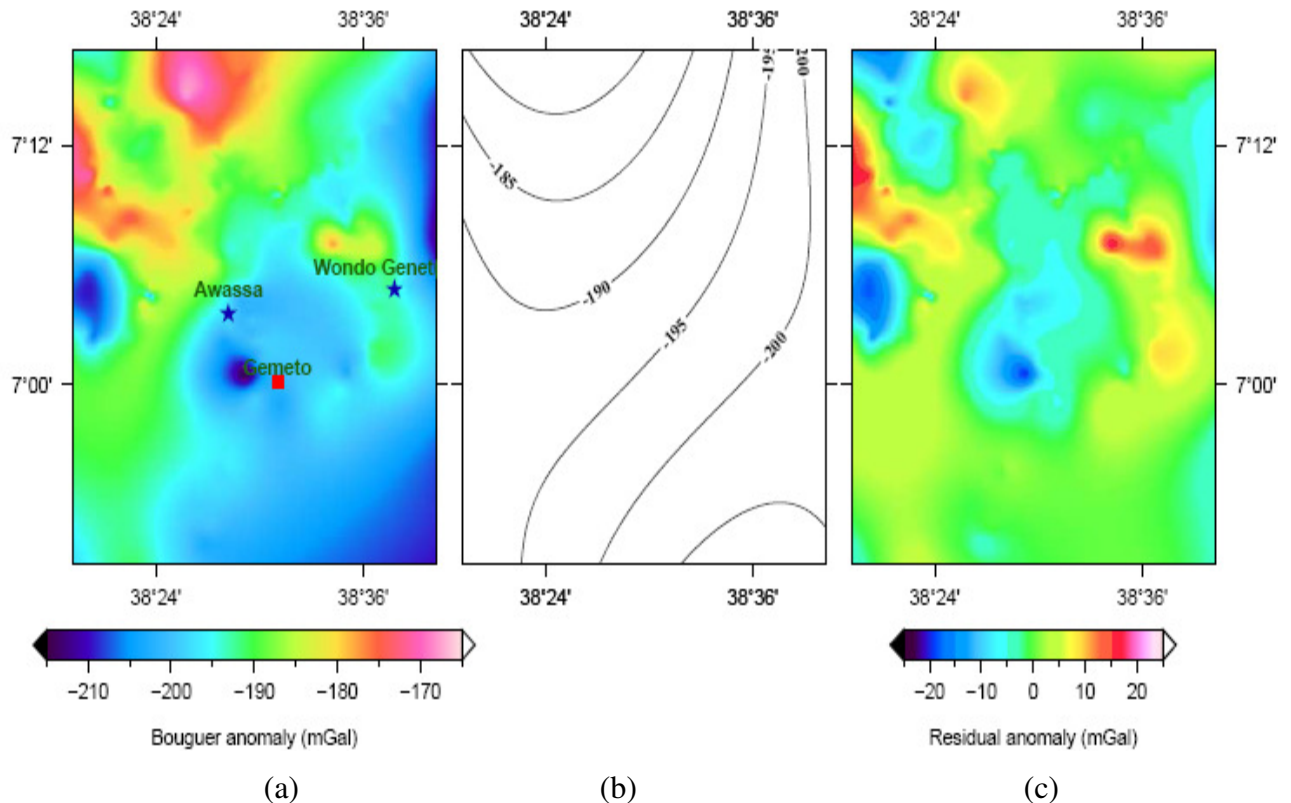 38°24' 38°36' 38°24' 38°36' 38°24' 38°36'
-195 200
7°12' 7°12'
-185
Wondo Genet
Awassa
-190
-195
-200
Gemeto
7°00' 7°00'
38°24' 38°36' 38°24' 38°36' 38°24' 38°36'
−210 −200 −190 −180 −170 −20 −10 0 10 20
Bouguer anomaly (mGal) Residual anomaly (mGal)
(a) (b) (c)